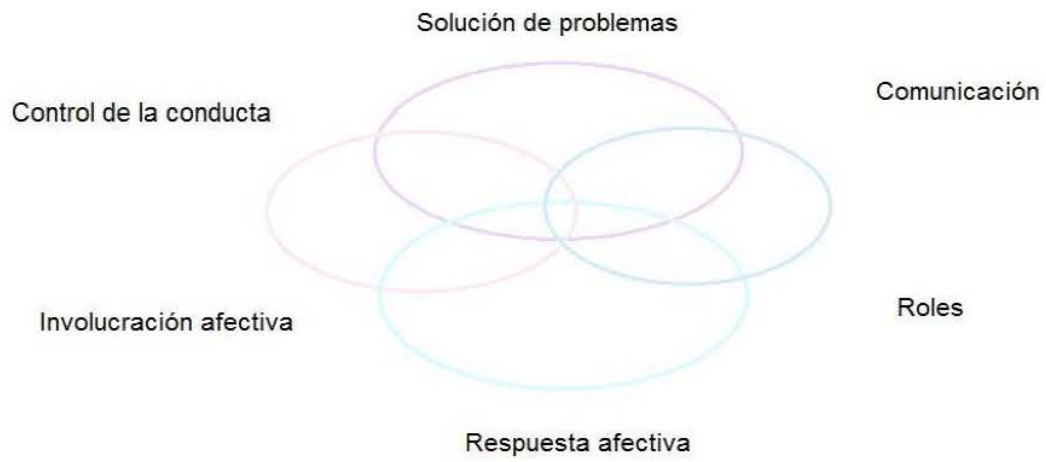 Solución de problemas
Comunicación
Control de la conducta
Involucración afectiva
Roles
Respuesta afectiva